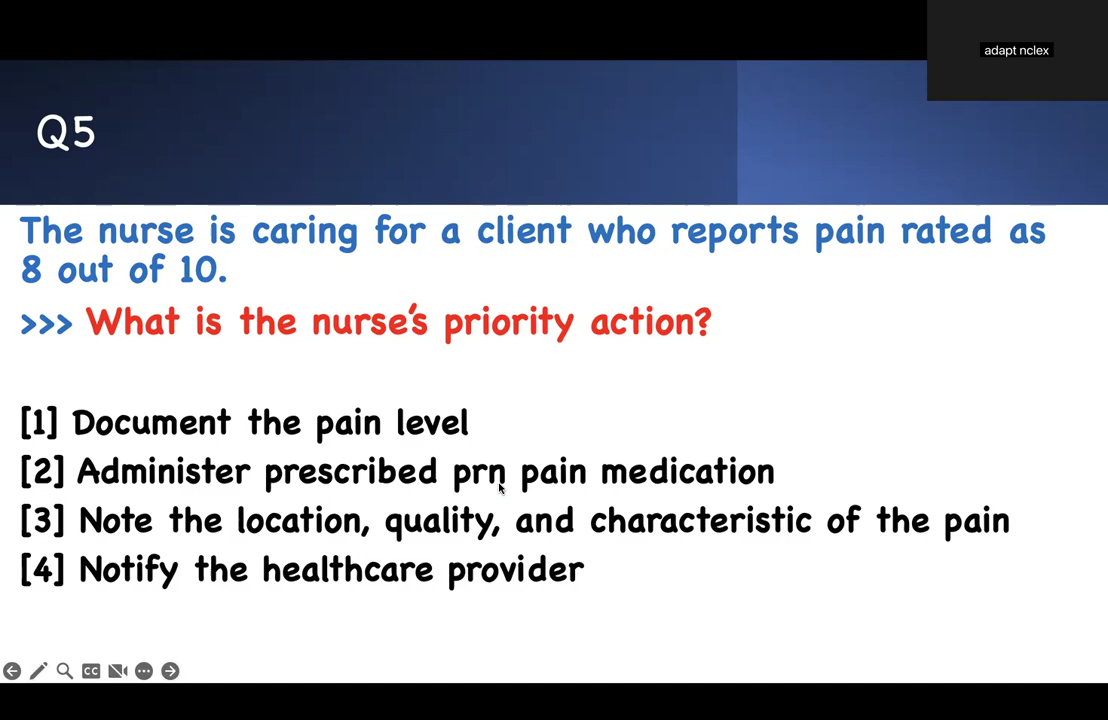 adapt nclex
Q5
The nurse is caring for a client who reports pain rated as
8 out of 10.
>>> What is the nurse's priority action?
[1] Document the pain level
[2] Administer prescribed prn pain medication
[3] Note the location, quality, and characteristic of the pain
[4] Notify the healthcare provider
CC